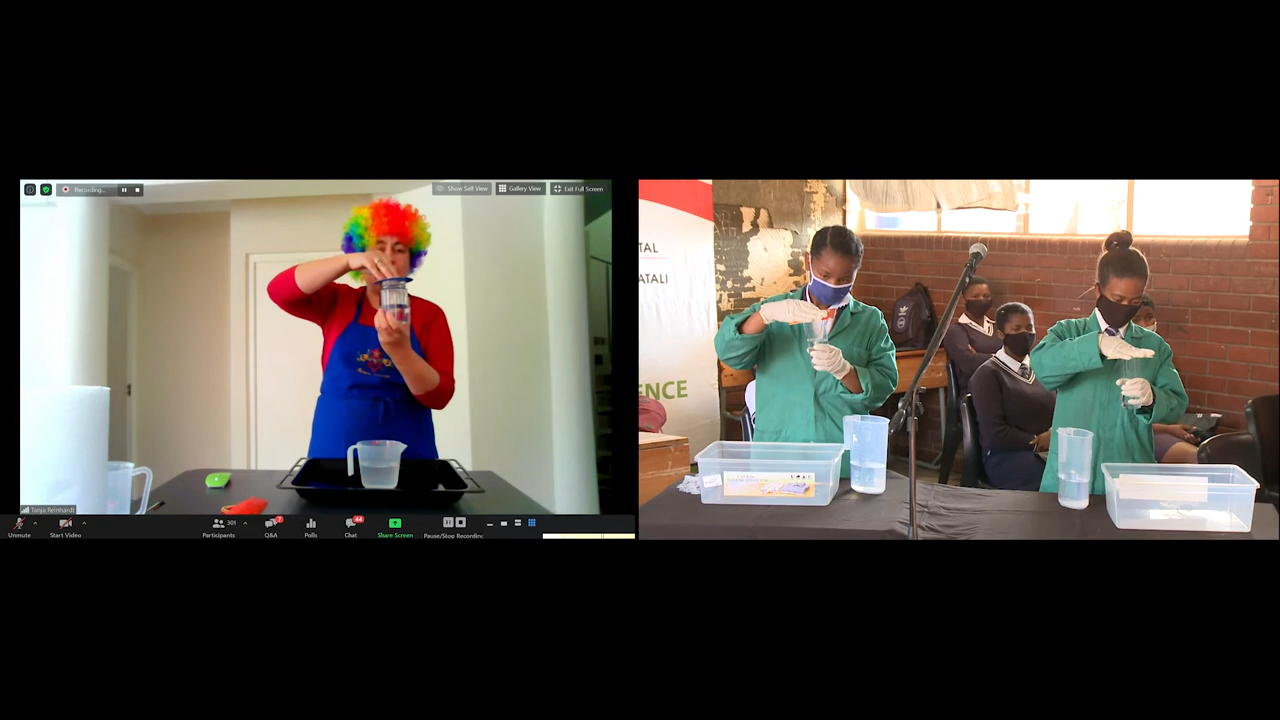 Recording...
Show Self View
Gallery View
Exit Full Screen
Tanja Reinhardt
Unmute
Start Video
301
Participants
7
Q&A
Polls
44
Chat
Share Screen
Pause/Stop Recording
TAL
ATALI
ENCE